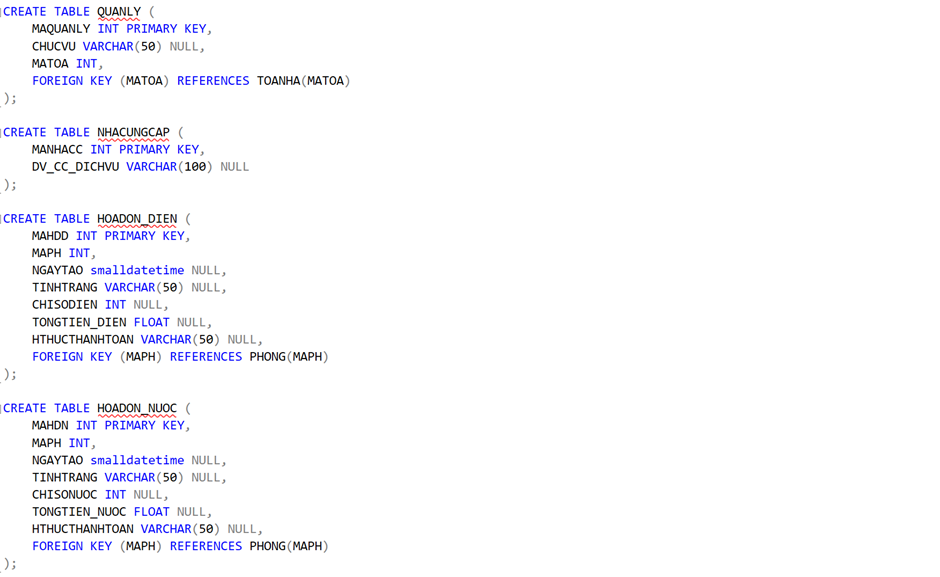 CREATE TABLE QUANLY (
    MAQUANLY INT PRIMARY KEY,
    CHUCVU VARCHAR(50) NULL,
    MATOA INT,
    FOREIGN KEY (MATOA) REFERENCES TOANHA(MATOA)
);
CREATE TABLE NHACUNGCAP (
    MANHACC INT PRIMARY KEY,
    DV_CC_DICHVU VARCHAR(100) NULL
);
CREATE TABLE HOADON_DIEN (
    MAHDD INT PRIMARY KEY,
    MAPH INT,
    NGAYTAO smalldatetime NULL,
    TINHTRANG VARCHAR(50) NULL,
    CHISODIEN INT NULL,
    TONGTIEN_DIEN FLOAT NULL,
    HTHUCTHANHTOAN VARCHAR(50) NULL,
    FOREIGN KEY (MAPH) REFERENCES PHONG(MAPH)
);
CREATE TABLE HOADON_NUOC (
    MAHDN INT PRIMARY KEY,
    MAPH INT,
    NGAYTAO smalldatetime NULL,
    TINHTRANG VARCHAR(50) NULL,
    CHISONUOC INT NULL,
    TONGTIEN_NUOC FLOAT NULL,
    HTHUCTHANHTOAN VARCHAR(50) NULL,
    FOREIGN KEY (MAPH) REFERENCES PHONG(MAPH)
);